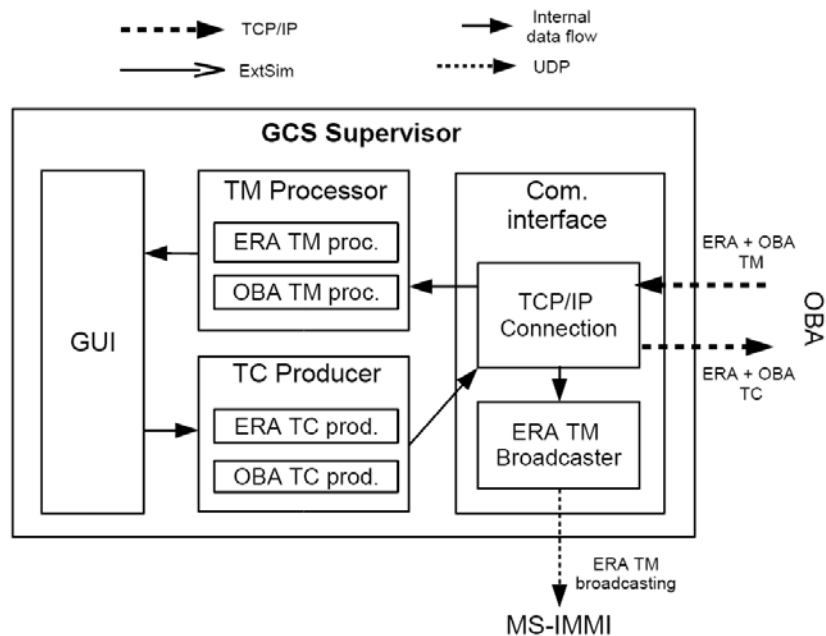 TCP/IP
Internal
data flow
ExtSim
UDP
GCS Supervisor
GUI
TM Processor
ERA TM proc.
OBA TM proc.
TC Producer
ERA TC prod.
OBA TC prod.
Com.
interface
TCP/IP
Connection
ERA TM
Broadcaster
ERA + OBA
TM
OBA
ERA + OBA
TC
ERA TM
broadcasting
MS-IMMI